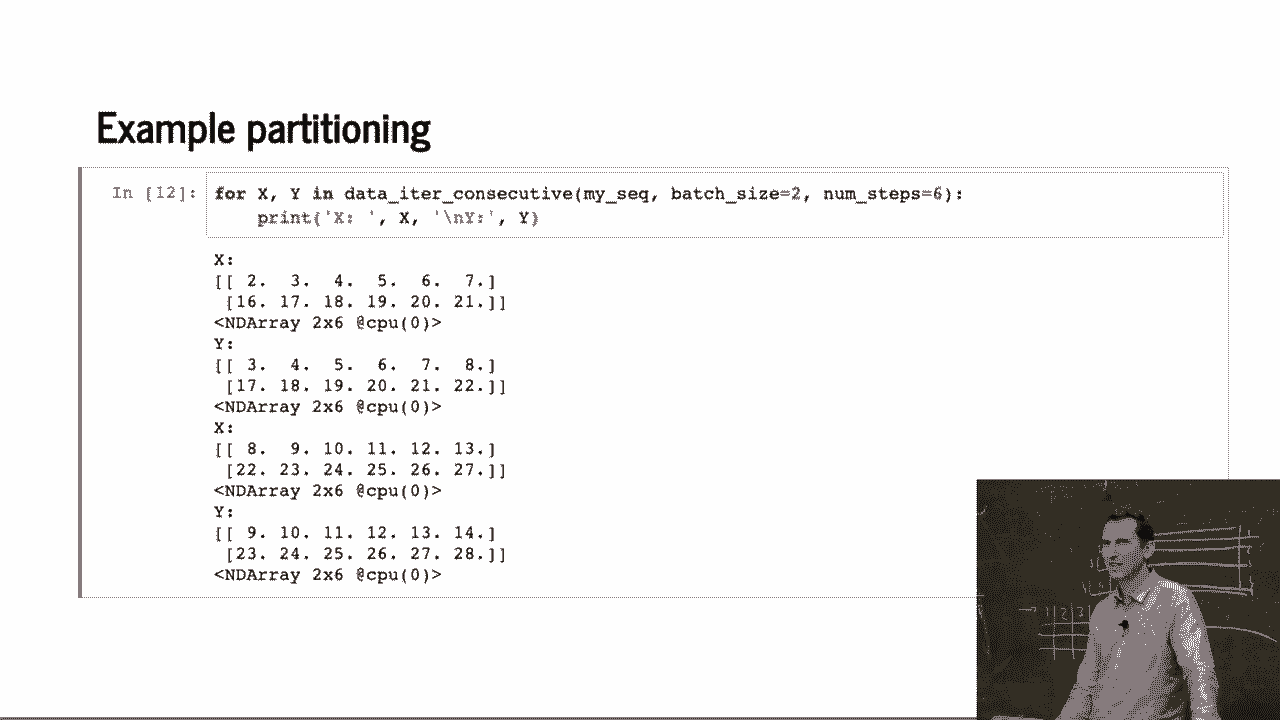 Example partitioning
In [12]:
for X, Y in data_iter_consecutive(my_seq, batch_size=2, num_steps=6):
    print('X: ', X, '\nY:', Y)
X:
[[ 2.  3.  4.  5.  6.  7.]
 [16. 17. 18. 19. 20. 21.]]
<NDArray 2x6 @cpu(0)>
Y:
[[ 3.  4.  5.  6.  7.  8.]
 [17. 18. 19. 20. 21. 22.]]
<NDArray 2x6 @cpu(0)>
X:
[[ 8.  9. 10. 11. 12. 13.]
 [22. 23. 24. 25. 26. 27.]]
<NDArray 2x6 @cpu(0)>
Y:
[[ 9. 10. 11. 12. 13. 14.]
 [23. 24. 25. 26. 27. 28.]]
<NDArray 2x6 @cpu(0)>
1 2 3